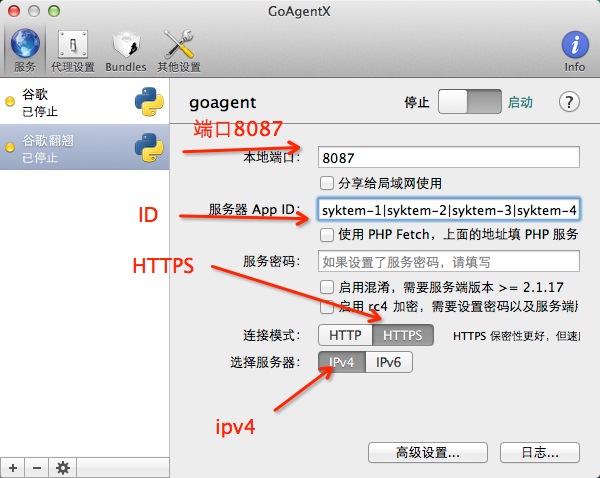 GoAgentX
服务
代理设置
Bundles
其他设置
Info
谷歌
已停止
谷歌翻翘
已停止
goagent
停止
启动
?
端口8087
本地端口：
8087
分享给局域网使用
ID
服务器 App ID：
syktem-1|syktem-2|syktem-3|syktem-4
使用 PHP Fetch，上面的地址填 PHP 服务
HTTPS
服务密码：
如果设置了服务密码，请填写
启用混淆，需要服务端版本 >= 2.1.17
启用 rc4 加密，需要设置密码以及服务端
连接模式：
HTTP
HTTPS
HTTPS 保密性更好，但速
选择服务器：
IPv4
IPv6
ipv4
高级设置...
日志...